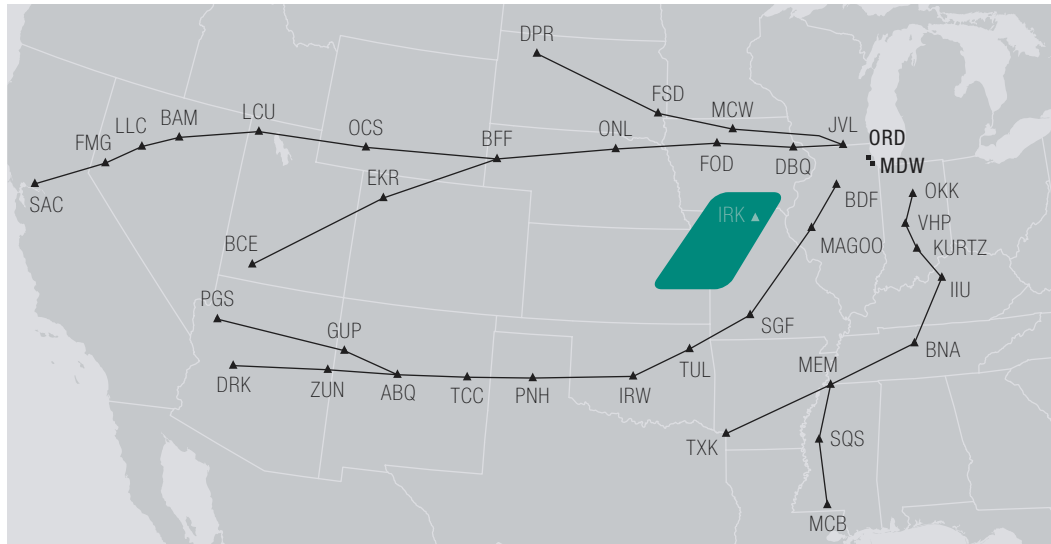 DPR
FSD
MCW
JVL
ORD
MDW
LCU
BAM
LLC
FMG
SAC
OCS
BFF
ONL
FOD
DBQ
EKR
BCE
IRK
BDF
OKK
MAGOO
VHP
KURTZ
IIU
PGS
GUP
DRK
ZUN
ABQ
TCC
PNH
IRW
TUL
SGF
MEM
BNA
TXK
SQS
MCB